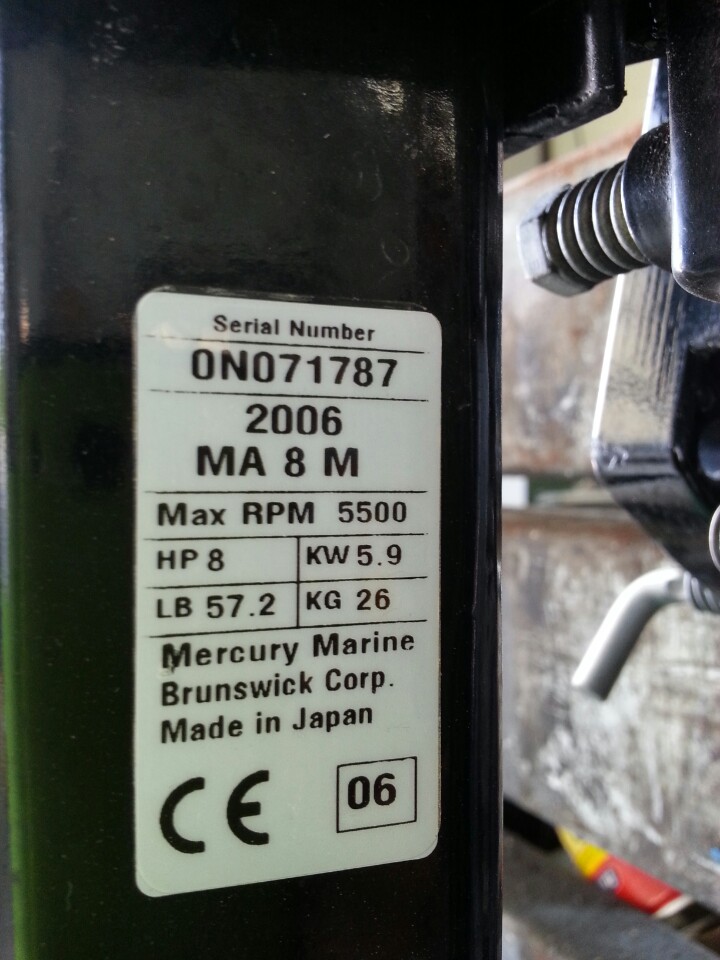 Serial Number
0N071787
2006
MA 8 M
Max RPM 5500
HP 8 KW 5.9
LB 57.2 KG 26
Mercury Marine
Brunswick Corp.
Made in Japan
CE 06